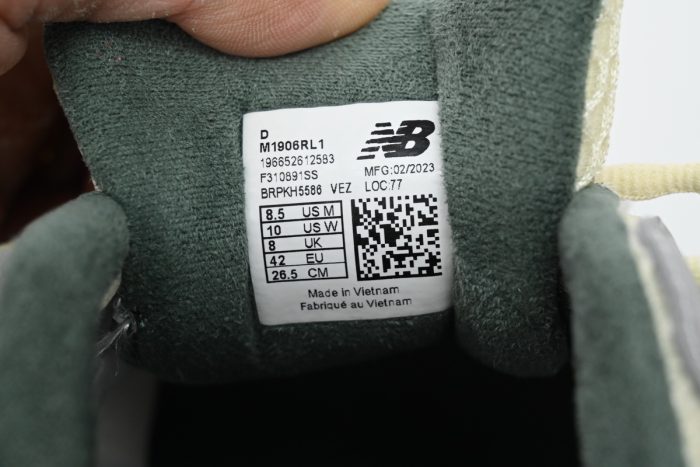 D
M1906RL1
196652612583
F310891SS
BRPKH5586 VEZ
NB
MFG:02/2023
LOC:77
8.5 US M
10 US W
8 UK
42 EU
26.5 CM
Made in Vietnam
Fabriqué au Vietnam